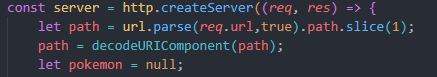 const server = http.createServer((req, res) => {
let path = url.parse(req.url,true).path.slice(1);
path = decodeURIComponent(path);
let pokemon = null;